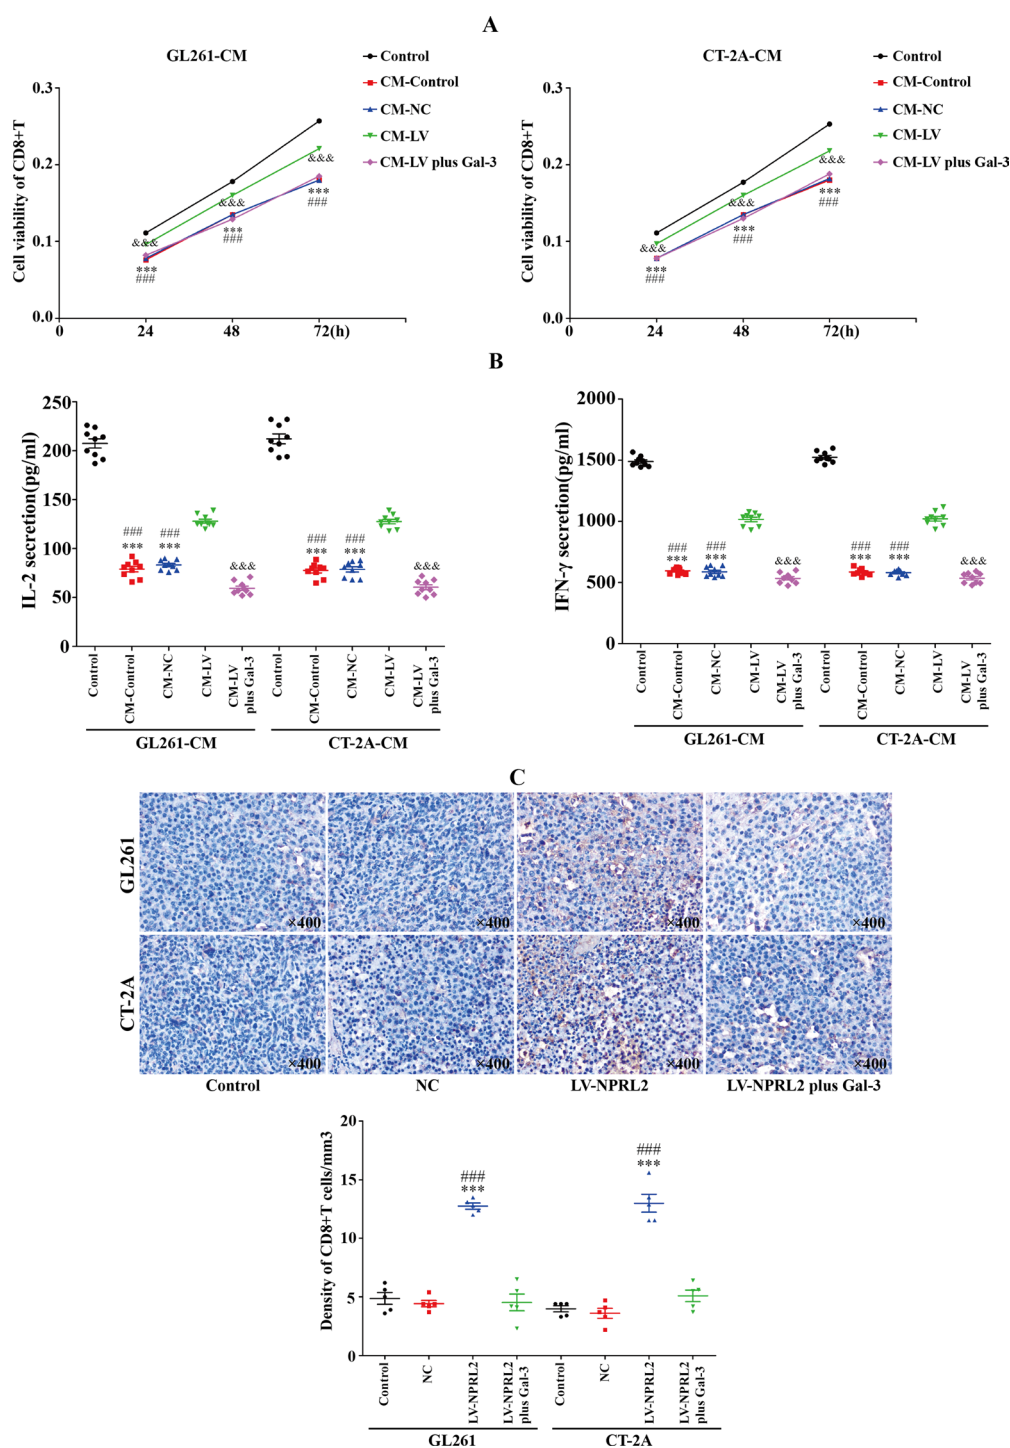 A
GL261-CM
Cell viability of CD8+T
0.3
0.2
0.1
0.0
0
24
48
72(h)
&&&
***
###
&&&
***
###
&&&
***
###
Control
CM-Control
CM-NC
CM-LV
CM-LV plus Gal-3
CT-2A-CM
Cell viability of CD8+T
0.3
0.2
0.1
0.0
0
24
48
72(h)
&&&
***
###
&&&
***
###
&&&
***
###
Control
CM-Control
CM-NC
CM-LV
CM-LV plus Gal-3
B
IL-2 secretion(pg/ml)
250
200
150
100
50
0
###
***
###
***
&&&
###
***
###
***
&&&
Control
CM-Control
CM-NC
CM-LV
CM-LV
plus Gal-3
Control
CM-Control
CM-NC
CM-LV
CM-LV
plus Gal-3
GL261-CM
CT-2A-CM
IFN-γ secretion(pg/ml)
2000
1500
1000
500
0
###
***
###
***
&&&
###
***
###
***
&&&
Control
CM-Control
CM-NC
CM-LV
CM-LV
plus Gal-3
Control
CM-Control
CM-NC
CM-LV
CM-LV
plus Gal-3
GL261-CM
CT-2A-CM
C
GL261
×400
×400
×400
×400
CT-2A
×400
×400
×400
×400
Control
NC
LV-NPRL2
LV-NPRL2 plus Gal-3
Density of CD8+T cells/mm3
20
15
10
5
0
###
***
###
***
Control
NC
LV-NPRL2
LV-NPRL2
plus Gal-3
Control
NC
LV-NPRL2
LV-NPRL2
plus Gal-3
GL261
CT-2A